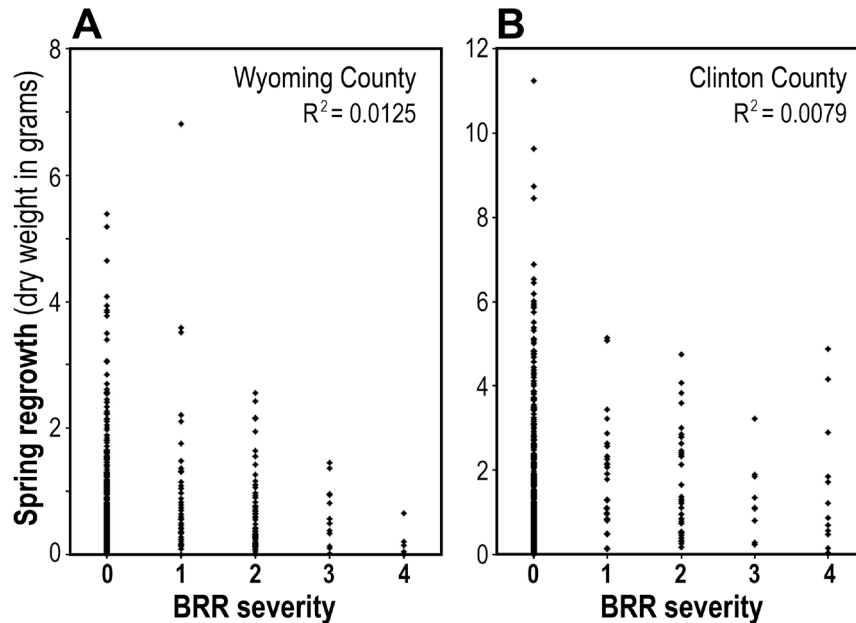 A
Wyoming County
R² = 0.0125
8
6
4
2
0
0 1 2 3 4
Spring regrowth (dry weight in grams)
BRR severity
B
Clinton County
R² = 0.0079
12
10
8
6
4
2
0
0 1 2 3 4
BRR severity